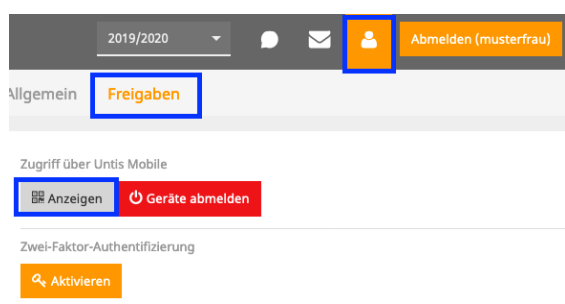 2019/2020 Abmelden (musterfrau)
Allgemein Freigaben
Zugriff über Untis Mobile
Anzeigen Geräte abmelden
Zwei-Faktor-Authentifizierung
Aktivieren